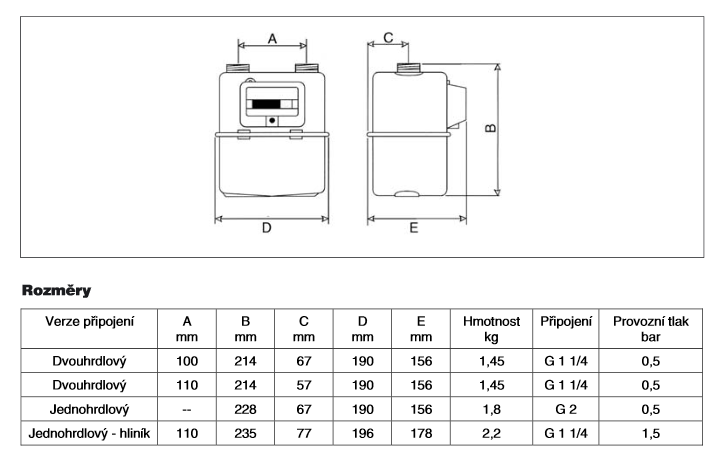 A
C
B
D
E
Rozměry
Verze připojení A B C D E Hmotnost Připojení Provozní tlak
mm mm mm mm mm kg bar
Dvouhrdlový 100 214 67 190 156 1,45 G 1 1/4 0,5
Dvouhrdlový 110 214 57 190 156 1,45 G 1 1/4 0,5
Jednohrdlový -- 228 67 190 156 1,8 G 2 0,5
Jednohrdlový - hliník 110 235 77 196 178 2,2 G 1 1/4 1,5